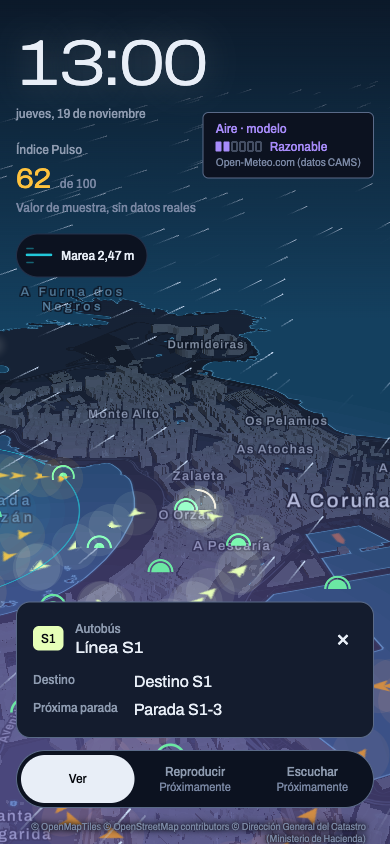 13:00
jueves, 19 de noviembre
Aire · modelo
Razonable
Open-Meteo.com (datos CAMS)
Índice Pulso
62 de 100
Valor de muestra, sin datos reales
Marea 2,47 m
A Furna dos
Negros
Durmideiras
Monte Alto
Os Pelamios
As Atochas
Zalaeta
A Coruña
O Orzán
A Pescaría
S1
Autobús
Línea S1
×
Destino
Destino S1
Próxima parada
Parada S1-3
Ver
Reproducir
Próximamente
Escuchar
Próximamente
© OpenMapTiles © OpenStreetMap contributors © Dirección General del Catastro
(Ministerio de Hacienda)